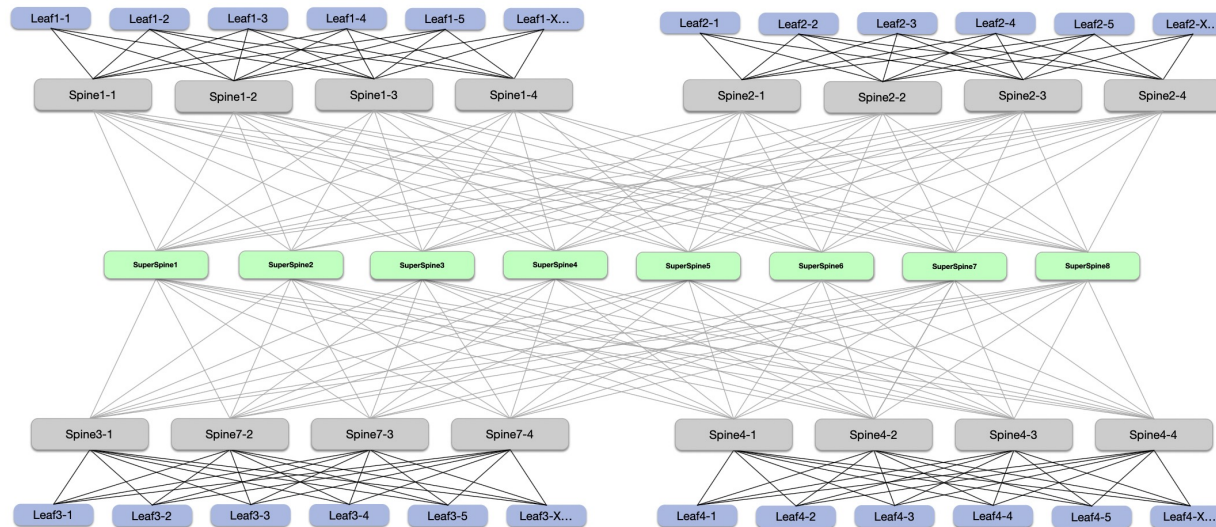 Leaf1-1
Leaf1-2
Leaf1-3
Leaf1-4
Leaf1-5
Leaf1-X...
Leaf2-1
Leaf2-2
Leaf2-3
Leaf2-4
Leaf2-5
Leaf2-X...
Spine1-1
Spine1-2
Spine1-3
Spine1-4
Spine2-1
Spine2-2
Spine2-3
Spine2-4
SuperSpine1
SuperSpine2
SuperSpine3
SuperSpine4
SuperSpine5
SuperSpine6
SuperSpine7
SuperSpine8
Spine3-1
Spine7-2
Spine7-3
Spine7-4
Spine4-1
Spine4-2
Spine4-3
Spine4-4
Leaf3-1
Leaf3-2
Leaf3-3
Leaf3-4
Leaf3-5
Leaf3-X...
Leaf4-1
Leaf4-2
Leaf4-3
Leaf4-4
Leaf4-5
Leaf4-X...